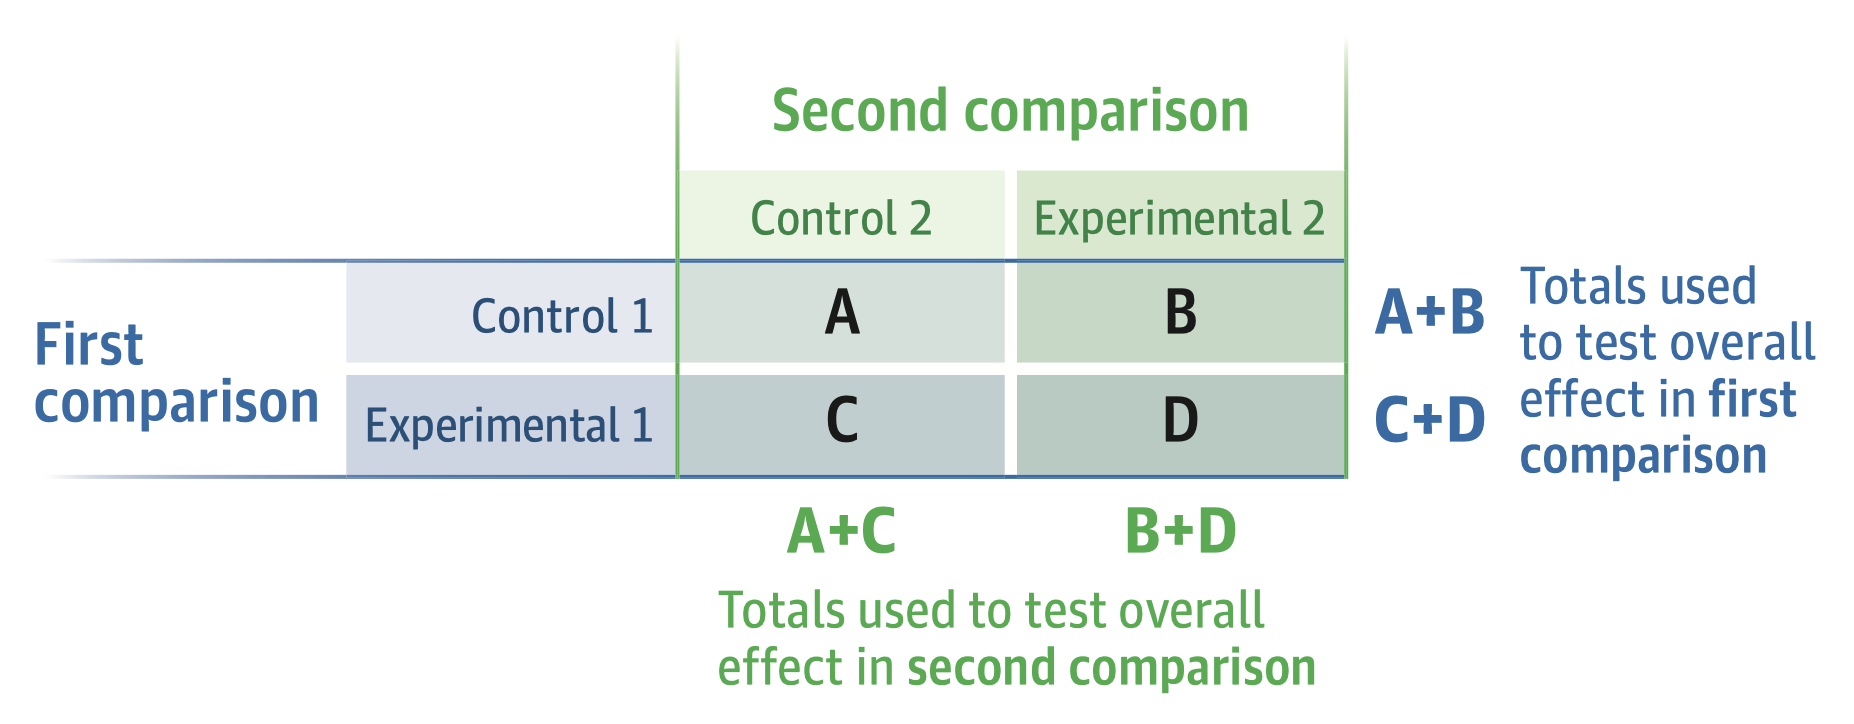 Second comparison
Control 2
Experimental 2
First
comparison
Control 1
A
B
A+B
Experimental 1
C
D
C+D
Totals used
to test overall
effect in first
comparison
A+C
B+D
Totals used to test overall
effect in second comparison